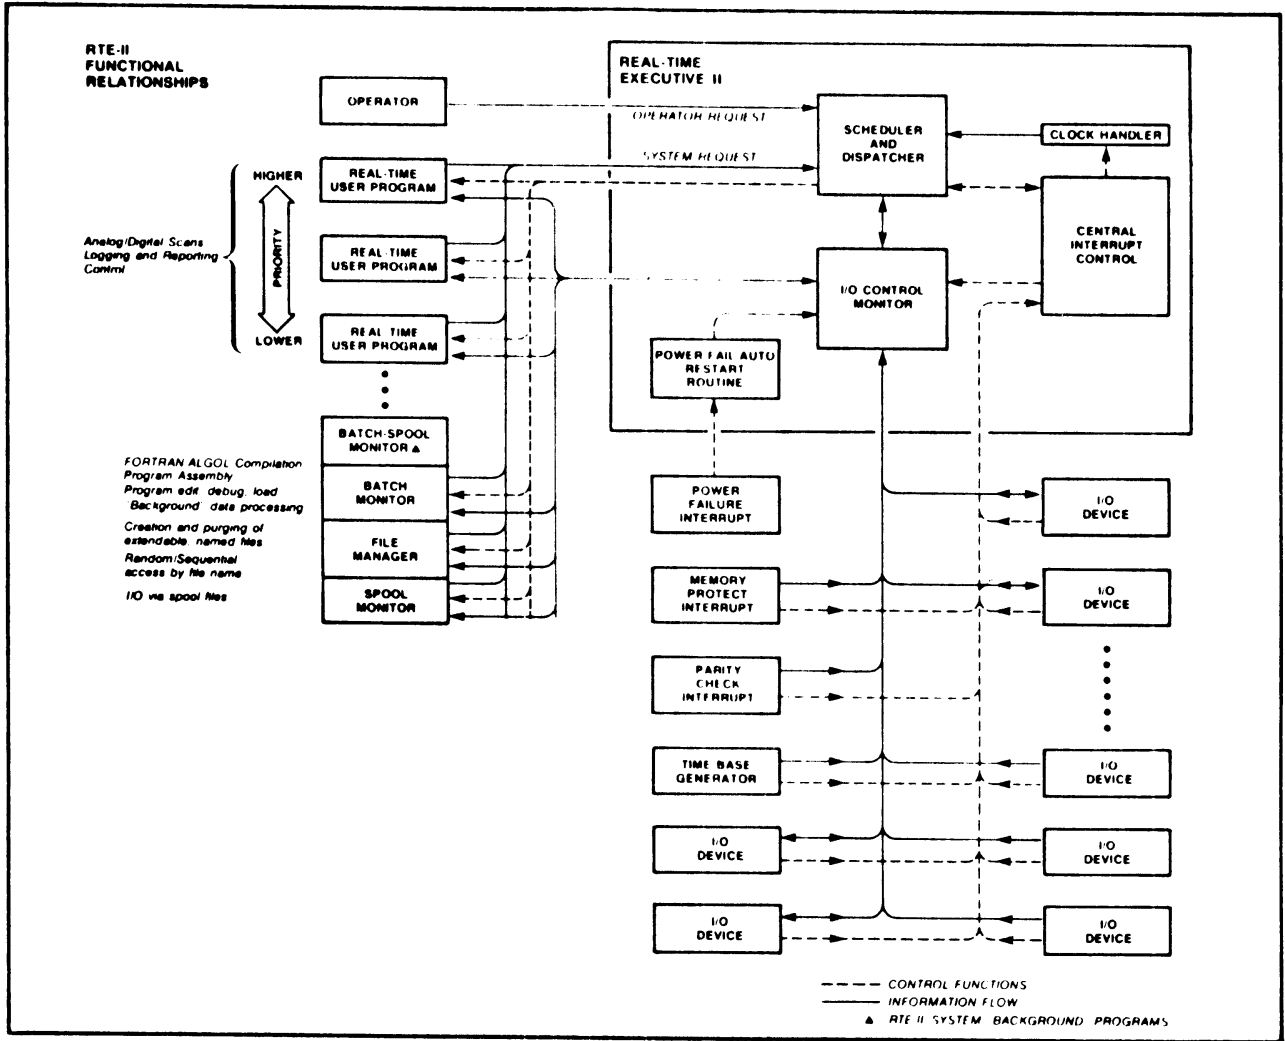 RTE-II
FUNCTIONAL
RELATIONSHIPS
OPERATOR
REAL-TIME
EXECUTIVE II
OPERATOR REQUEST
SCHEDULER
AND
DISPATCHER
CLOCK HANDLER
SYSTEM REQUEST
HIGHER
PRIORITY
LOWER
Analog/Digital Scans
Logging and Reporting
Control
REAL-TIME
USER PROGRAM
REAL-TIME
USER PROGRAM
REAL TIME
USER PROGRAM
CENTRAL
INTERRUPT
CONTROL
I/O CONTROL
MONITOR
POWER FAIL AUTO
RESTART
ROUTINE
BATCH-SPOOL
MONITOR ▲
FORTRAN ALGOL Compilation
Program Assembly
Program edit, debug, load
'Background' data processing
BATCH
MONITOR
Creation and purging of
extendable, named files
Random/Sequential
access by file name
FILE
MANAGER
I/O via spool files
SPOOL
MONITOR
POWER
FAILURE
INTERRUPT
I/O
DEVICE
MEMORY
PROTECT
INTERRUPT
I/O
DEVICE
PARITY
CHECK
INTERRUPT
TIME BASE
GENERATOR
I/O
DEVICE
I/O
DEVICE
I/O
DEVICE
I/O
DEVICE
I/O
DEVICE
CONTROL FUNCTIONS
INFORMATION FLOW
▲ RTE II SYSTEM BACKGROUND PROGRAMS